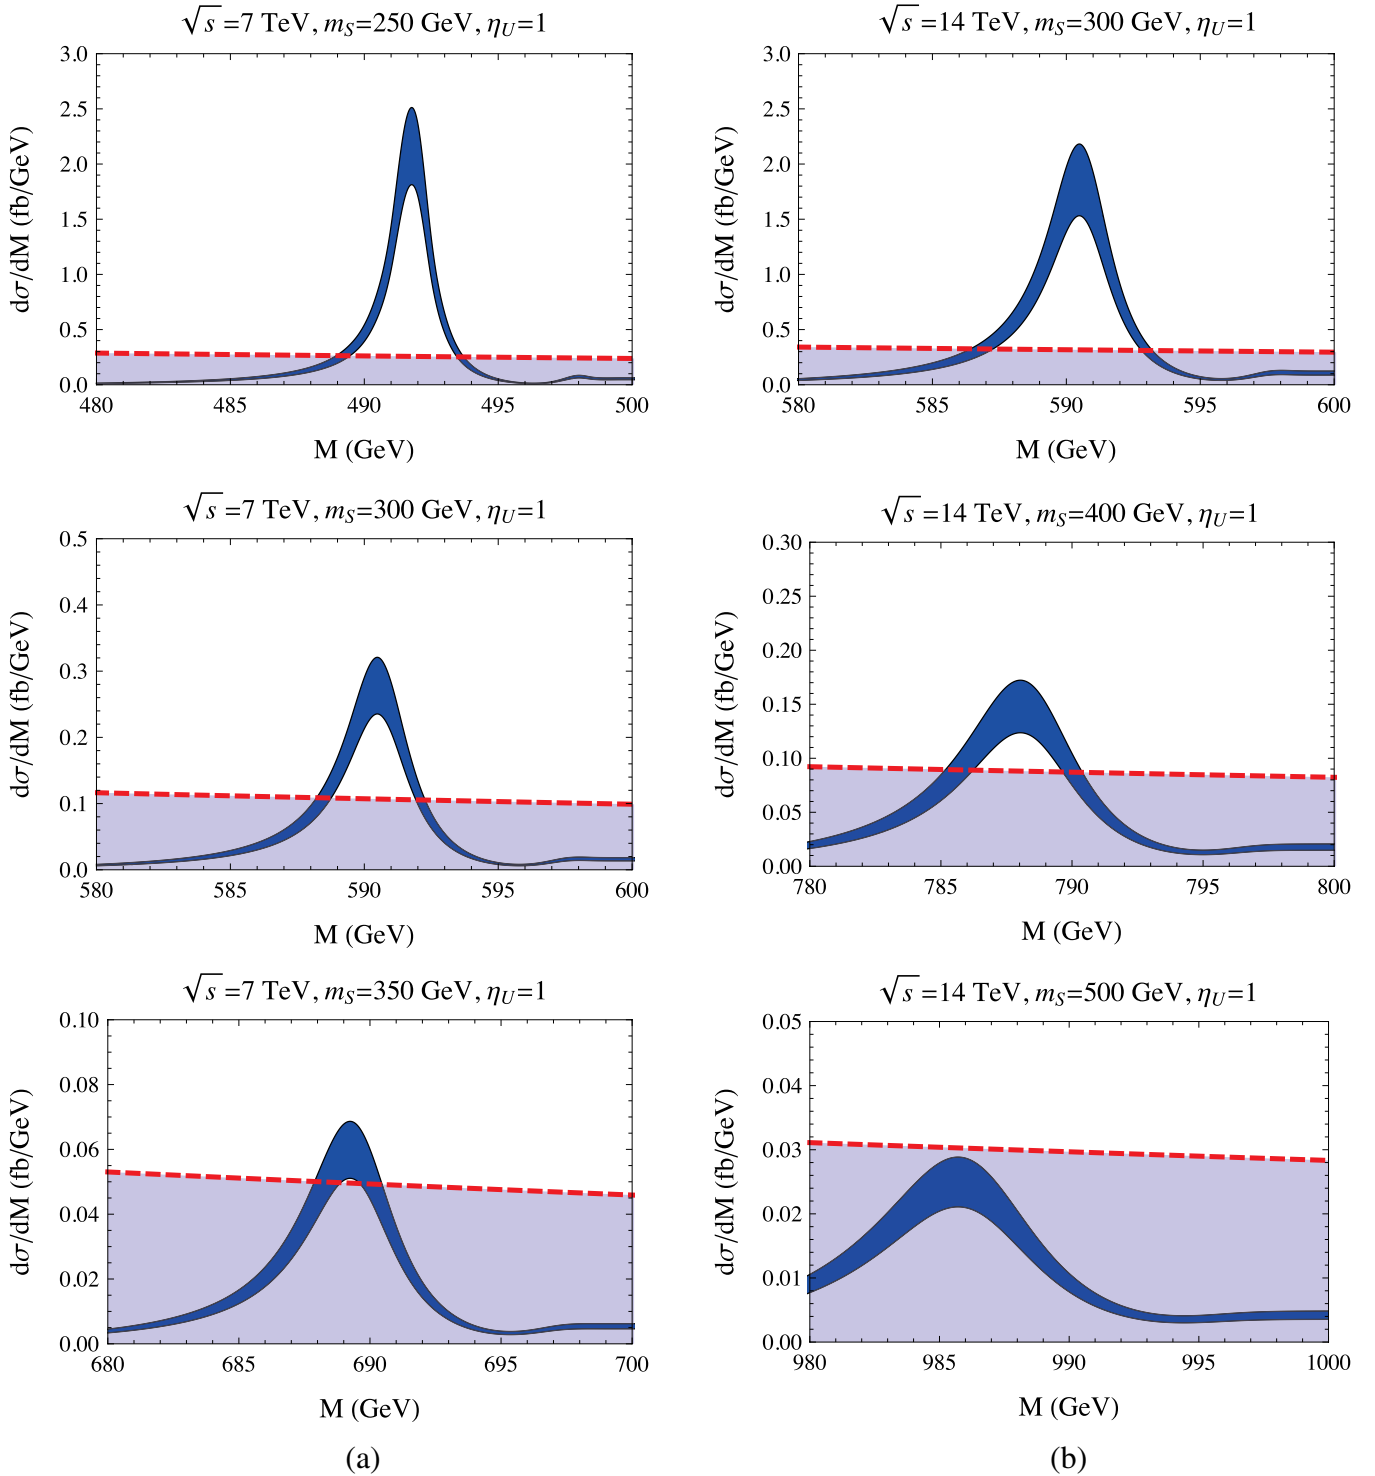 √s =7 TeV, m_S=250 GeV, η_U=1
dσ/dM (fb/GeV)
3.0
2.5
2.0
1.5
1.0
0.5
0.0
480 485 490 495 500
M (GeV)
√s =14 TeV, m_S=300 GeV, η_U=1
dσ/dM (fb/GeV)
3.0
2.5
2.0
1.5
1.0
0.5
0.0
580 585 590 595 600
M (GeV)
√s =7 TeV, m_S=300 GeV, η_U=1
dσ/dM (fb/GeV)
0.5
0.4
0.3
0.2
0.1
0.0
580 585 590 595 600
M (GeV)
√s =14 TeV, m_S=400 GeV, η_U=1
dσ/dM (fb/GeV)
0.30
0.25
0.20
0.15
0.10
0.05
0.00
780 785 790 795 800
M (GeV)
√s =7 TeV, m_S=350 GeV, η_U=1
dσ/dM (fb/GeV)
0.10
0.08
0.06
0.04
0.02
0.00
680 685 690 695 700
M (GeV)
(a)
√s =14 TeV, m_S=500 GeV, η_U=1
dσ/dM (fb/GeV)
0.05
0.04
0.03
0.02
0.01
0.00
980 985 990 995 1000
M (GeV)
(b)